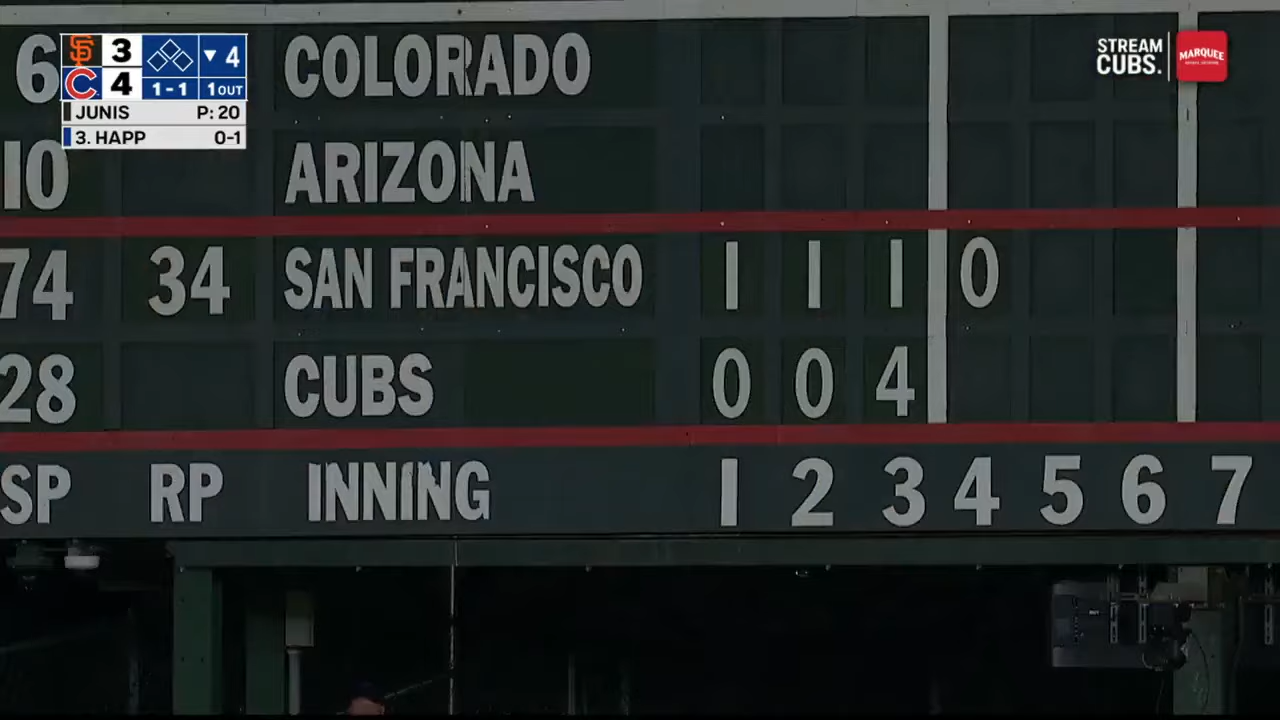 3 ▼ 4
4 1-1 1 OUT
JUNIS P: 20
3. HAPP 0-1
STREAM CUBS. MARQUEE
6 COLORADO
10 ARIZONA
74 34 SAN FRANCISCO 1 1 1 0
28 CUBS 0 0 4
SP RP INNING 1 2 3 4 5 6 7